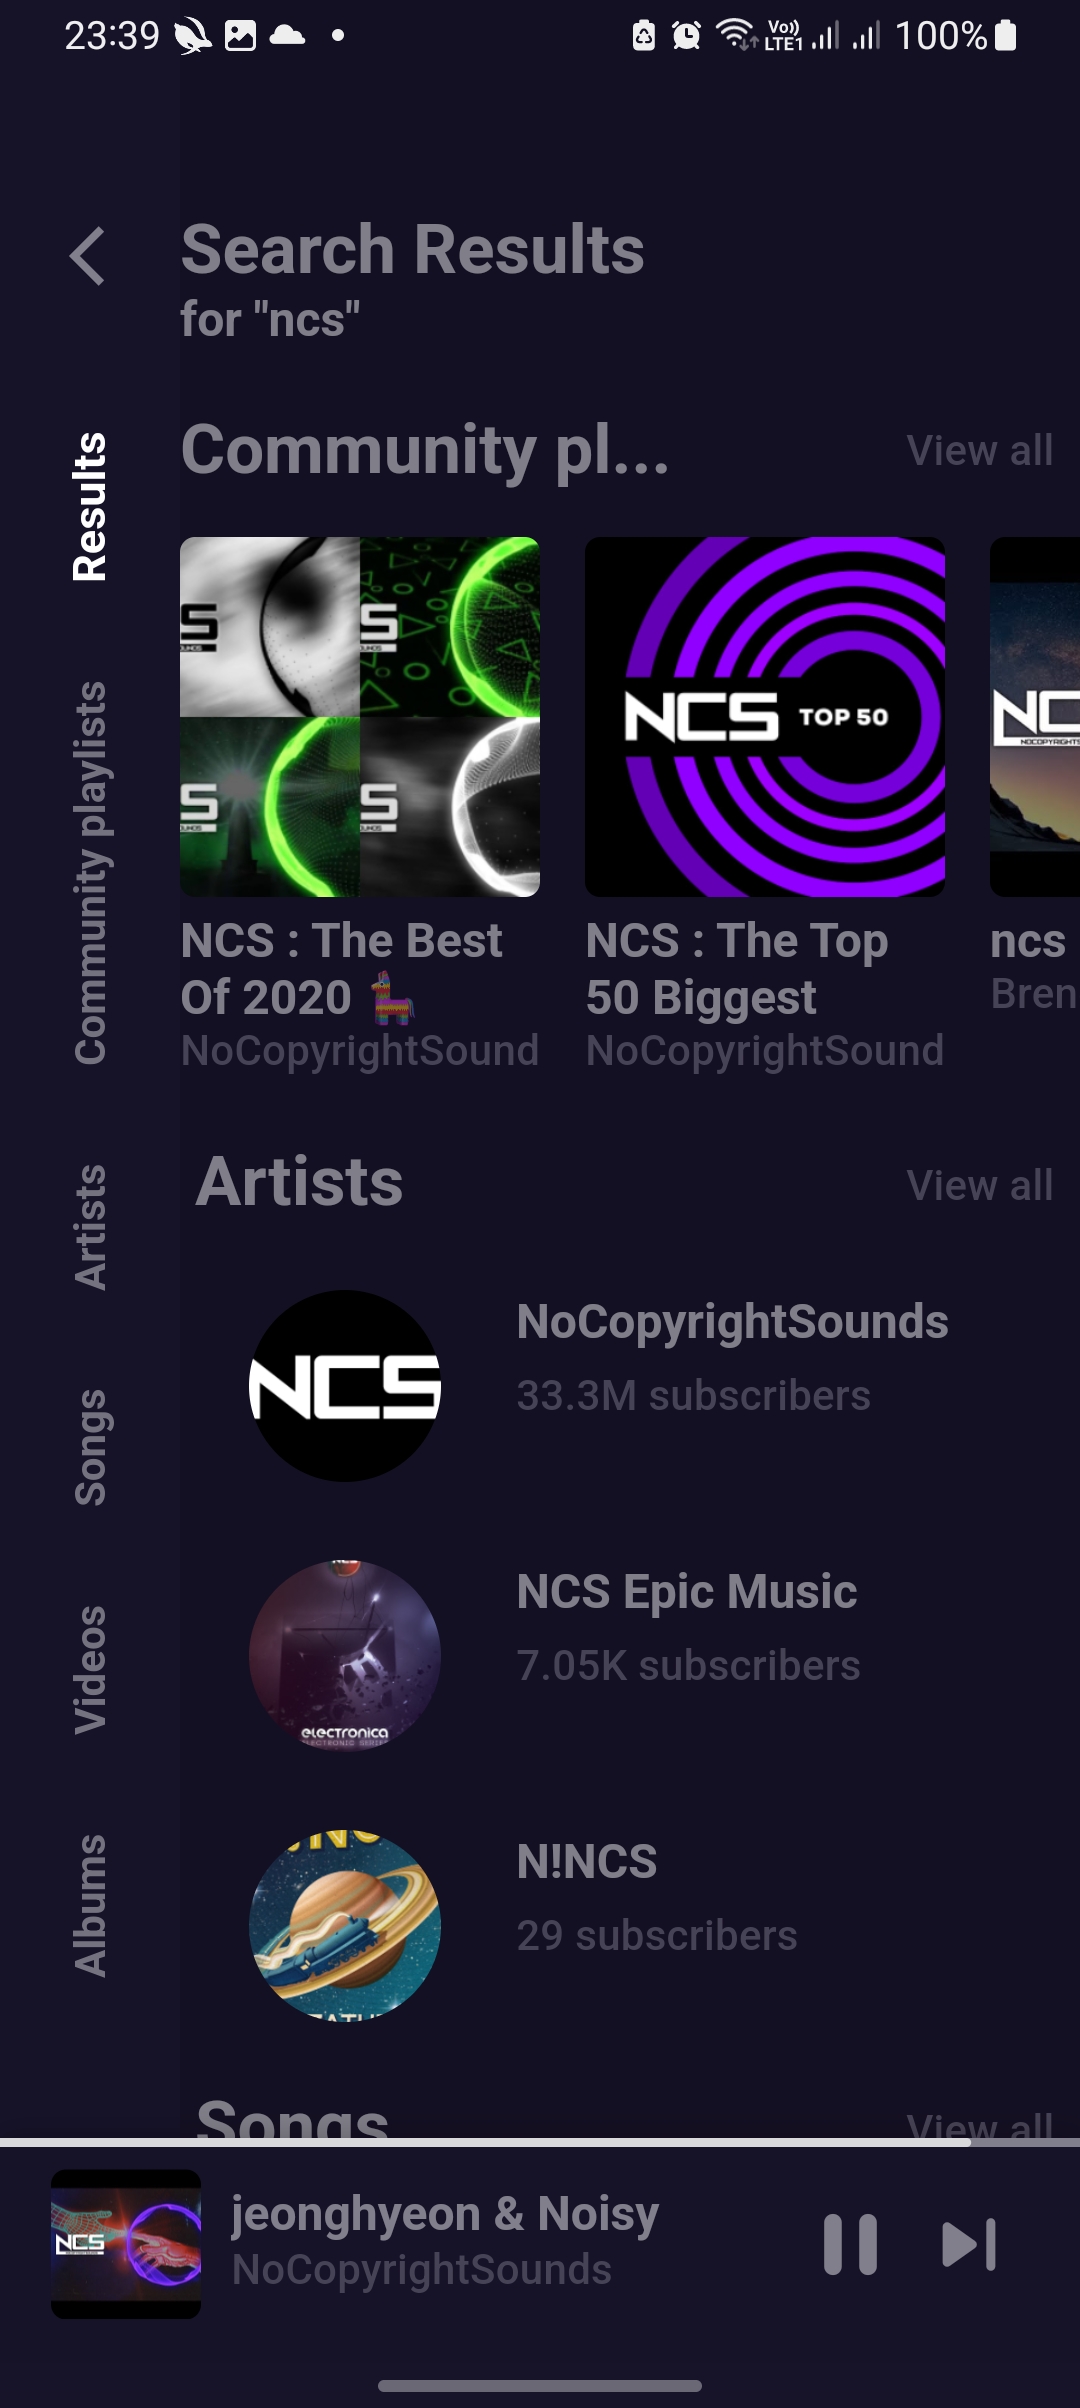 23:39
Vo)) LTE1
100%
Search Results
for "ncs"
Results
Community playlists
Artists
Songs
Videos
Albums
Community pl...
View all
NCS
TOP 50
NCS : The Best
Of 2020 🪅
NoCopyrightSound
NCS : The Top
50 Biggest
NoCopyrightSound
ncs
Bren
Artists
View all
NCS
NoCopyrightSounds
33.3M subscribers
electronica
NCS Epic Music
7.05K subscribers
N!NCS
29 subscribers
Songs
View all
NCS
jeonghyeon & Noisy
NoCopyrightSounds